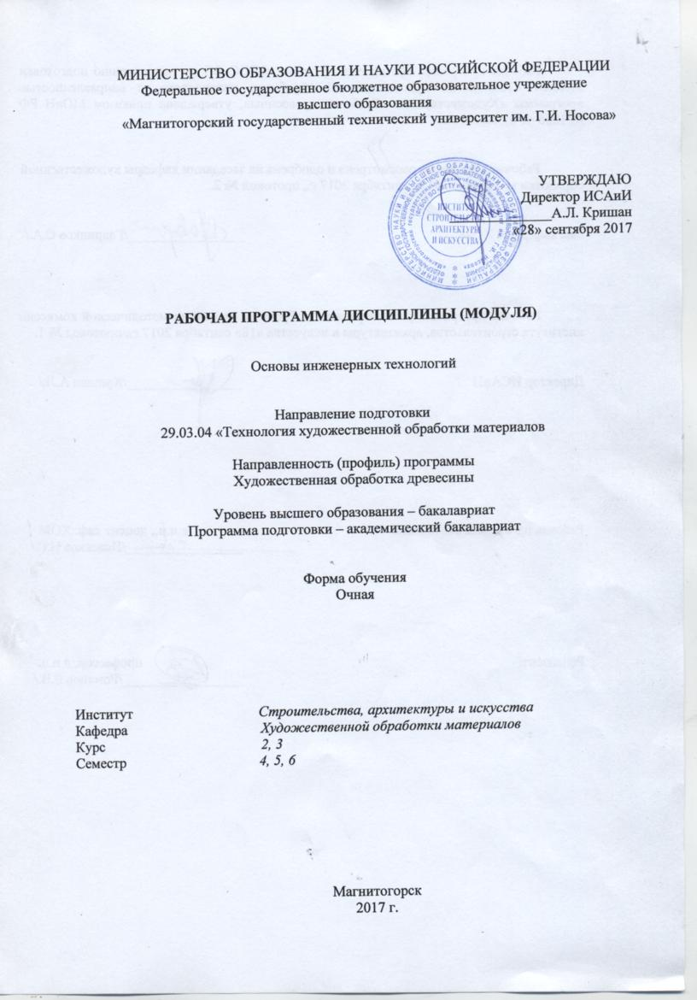 МИНИСТЕРСТВО ОБРАЗОВАНИЯ И НАУКИ РОССИЙСКОЙ ФЕДЕРАЦИИ
Федеральное государственное бюджетное образовательное учреждение
высшего образования
«Магнитогорский государственный технический университет им. Г.И. Носова»
УТВЕРЖДАЮ
Директор ИСАиИ
А.Л. Кришан
«28» сентября 2017
ИНСТИТУТ
СТРОИТЕЛЬСТВА,
АРХИТЕКТУРЫ
И ИСКУССТВА
РАБОЧАЯ ПРОГРАММА ДИСЦИПЛИНЫ (МОДУЛЯ)
Основы инженерных технологий
Направление подготовки
29.03.04 «Технология художественной обработки материалов
Направленность (профиль) программы
Художественная обработка древесины
Уровень высшего образования – бакалавриат
Программа подготовки – академический бакалавриат
Форма обучения
Очная
Институт Строительства, архитектуры и искусства
Кафедра Художественной обработки материалов
Курс 2, 3
Семестр 4, 5, 6
Магнитогорск
2017 г.